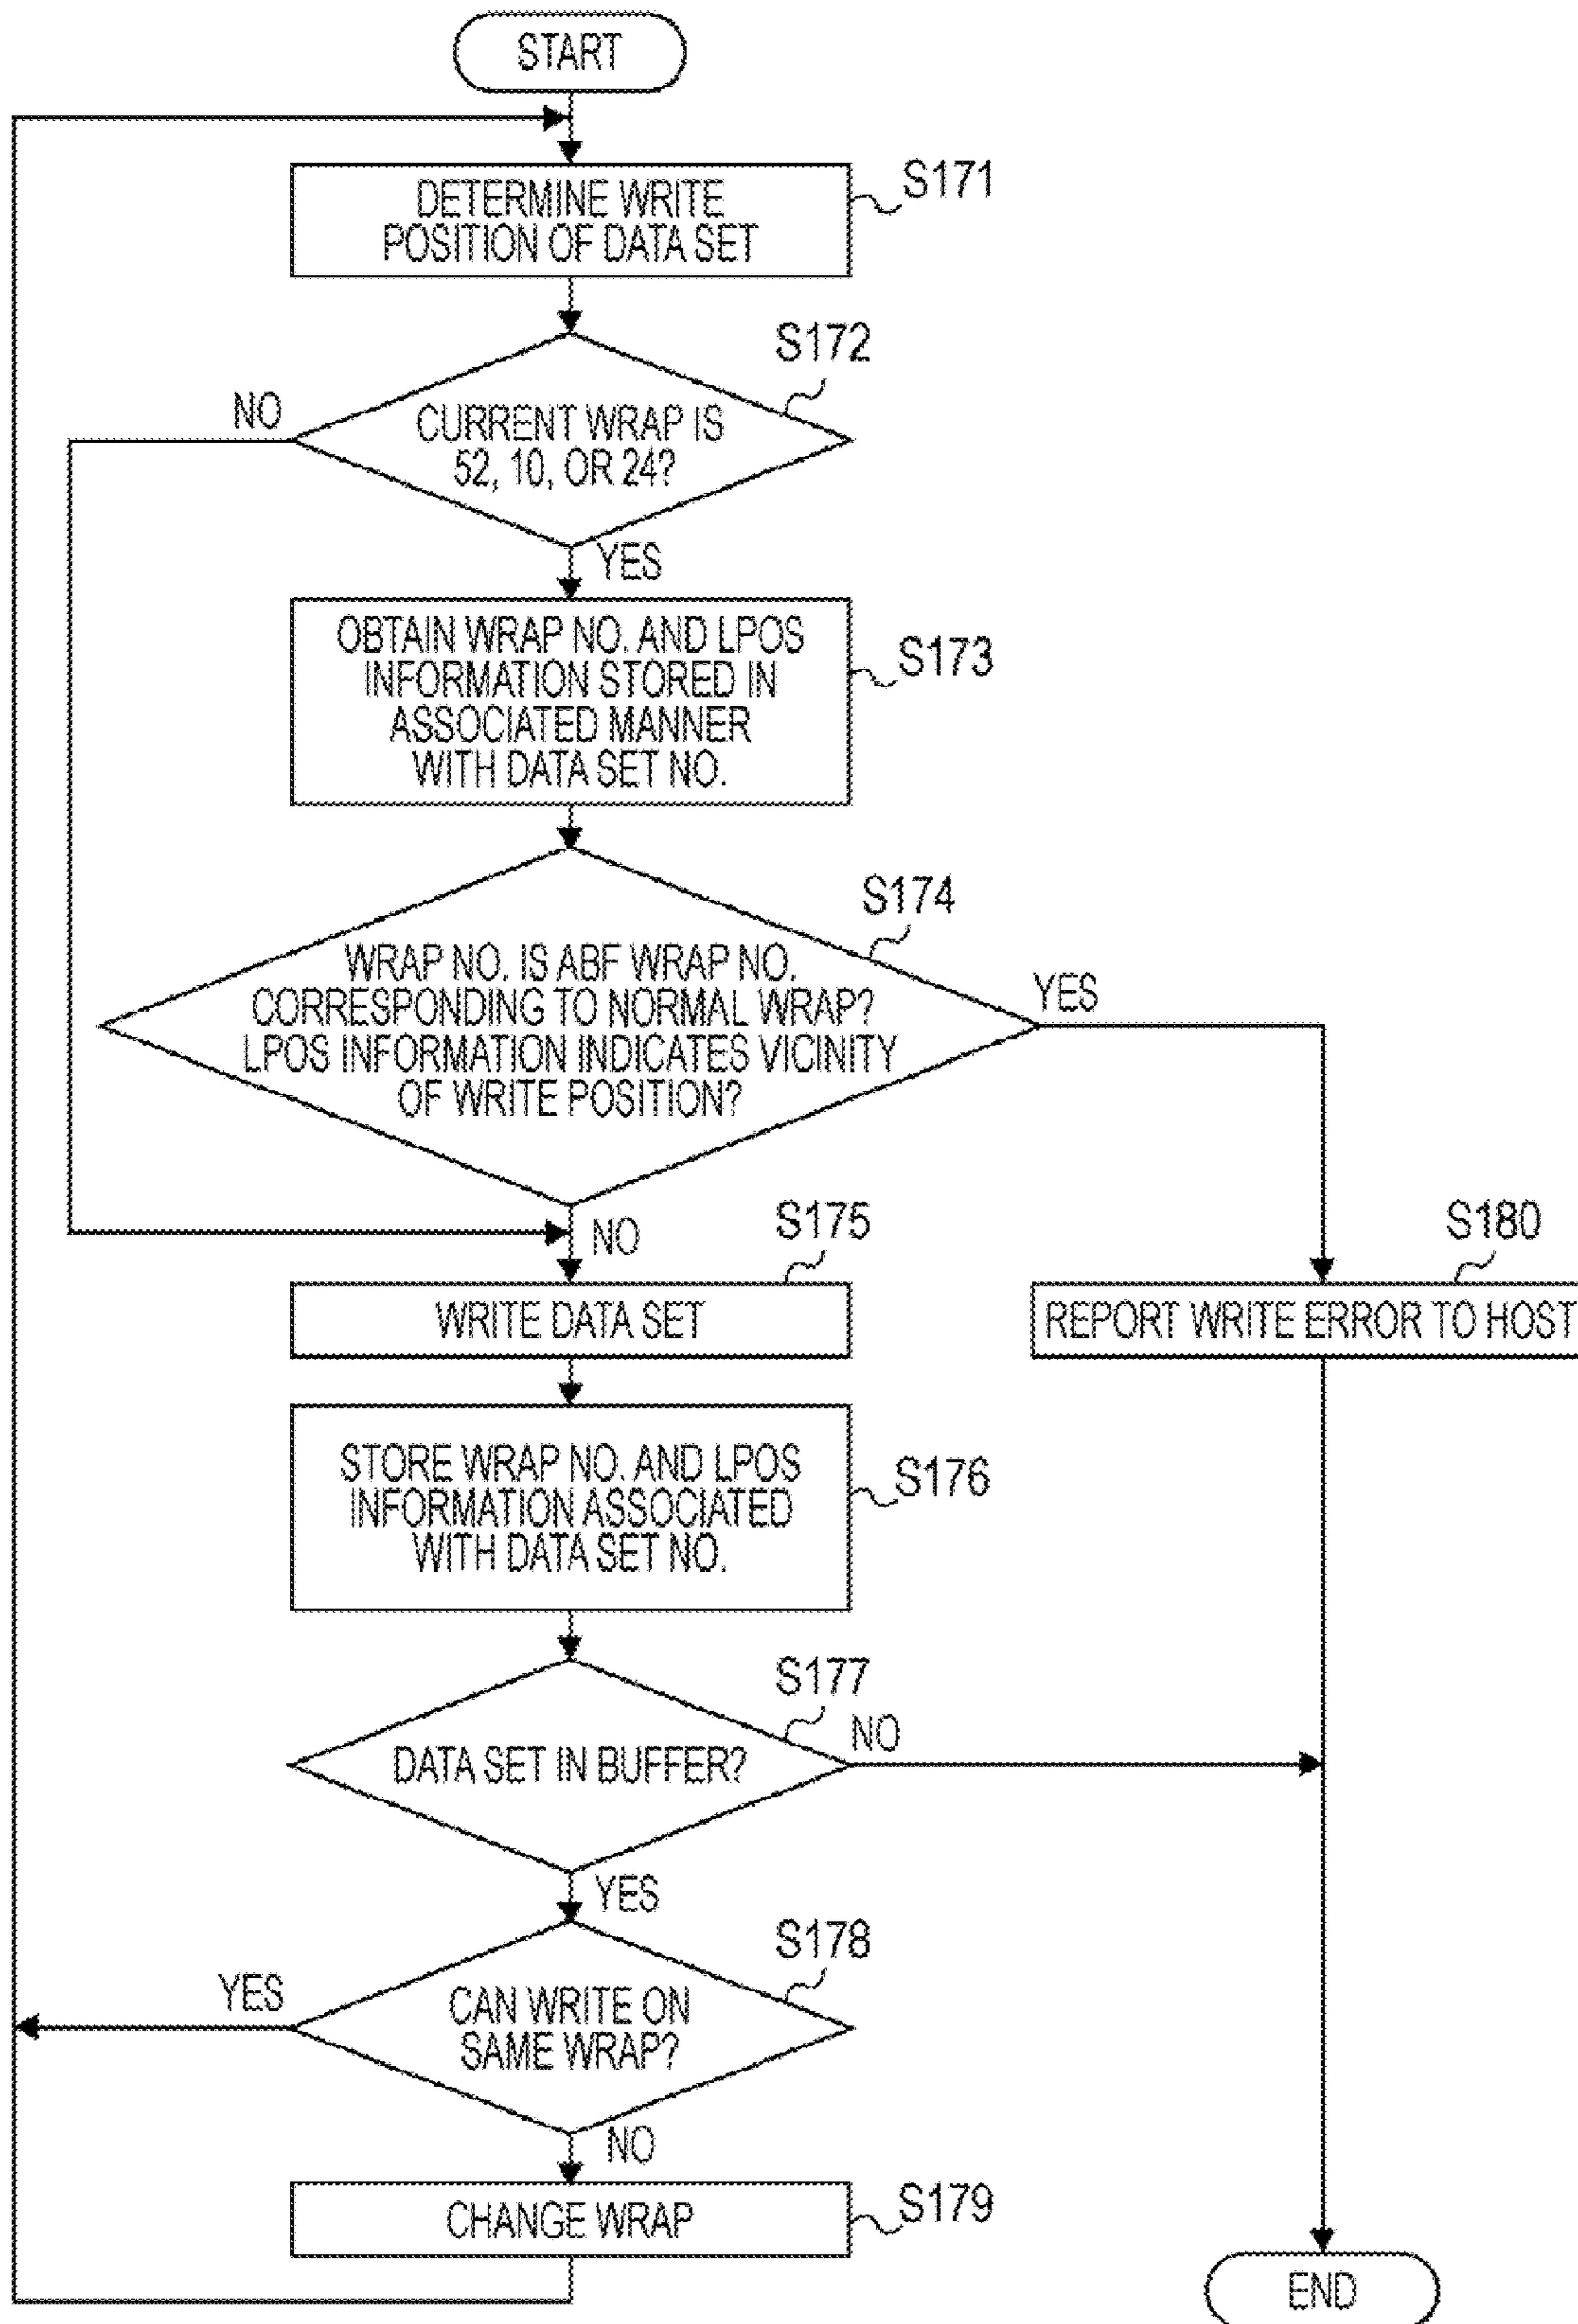 START
DETERMINE WRITE
POSITION OF DATA SET
S171
S172
NO
CURRENT WRAP IS
52, 10, OR 24?
YES
OBTAIN WRAP NO. AND LPOS
INFORMATION STORED IN
ASSOCIATED MANNER
WITH DATA SET NO.
S173
S174
WRAP NO. IS ABF WRAP NO.
CORRESPONDING TO NORMAL WRAP?
LPOS INFORMATION INDICATES VICINITY
OF WRITE POSITION?
YES
NO
S175
S180
WRITE DATA SET
REPORT WRITE ERROR TO HOST
STORE WRAP NO. AND LPOS
INFORMATION ASSOCIATED
WITH DATA SET NO.
S176
S177
NO
DATA SET IN BUFFER?
YES
S178
YES
CAN WRITE ON
SAME WRAP?
NO
CHANGE WRAP
S179
END